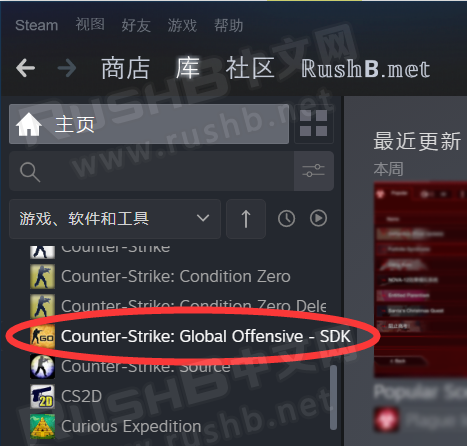 Steam 视图 好友 游戏 帮助
商店 库 社区 RushB.net
主页
最近更新
本周
游戏、软件和工具
Counter-Strike
Counter-Strike: Condition Zero
Counter-Strike: Condition Zero Dele
Counter-Strike: Global Offensive - SDK
Counter-Strike: Source
CS2D
Curious Expedition
RushB中文网
www.rushb.net
Popular Sc